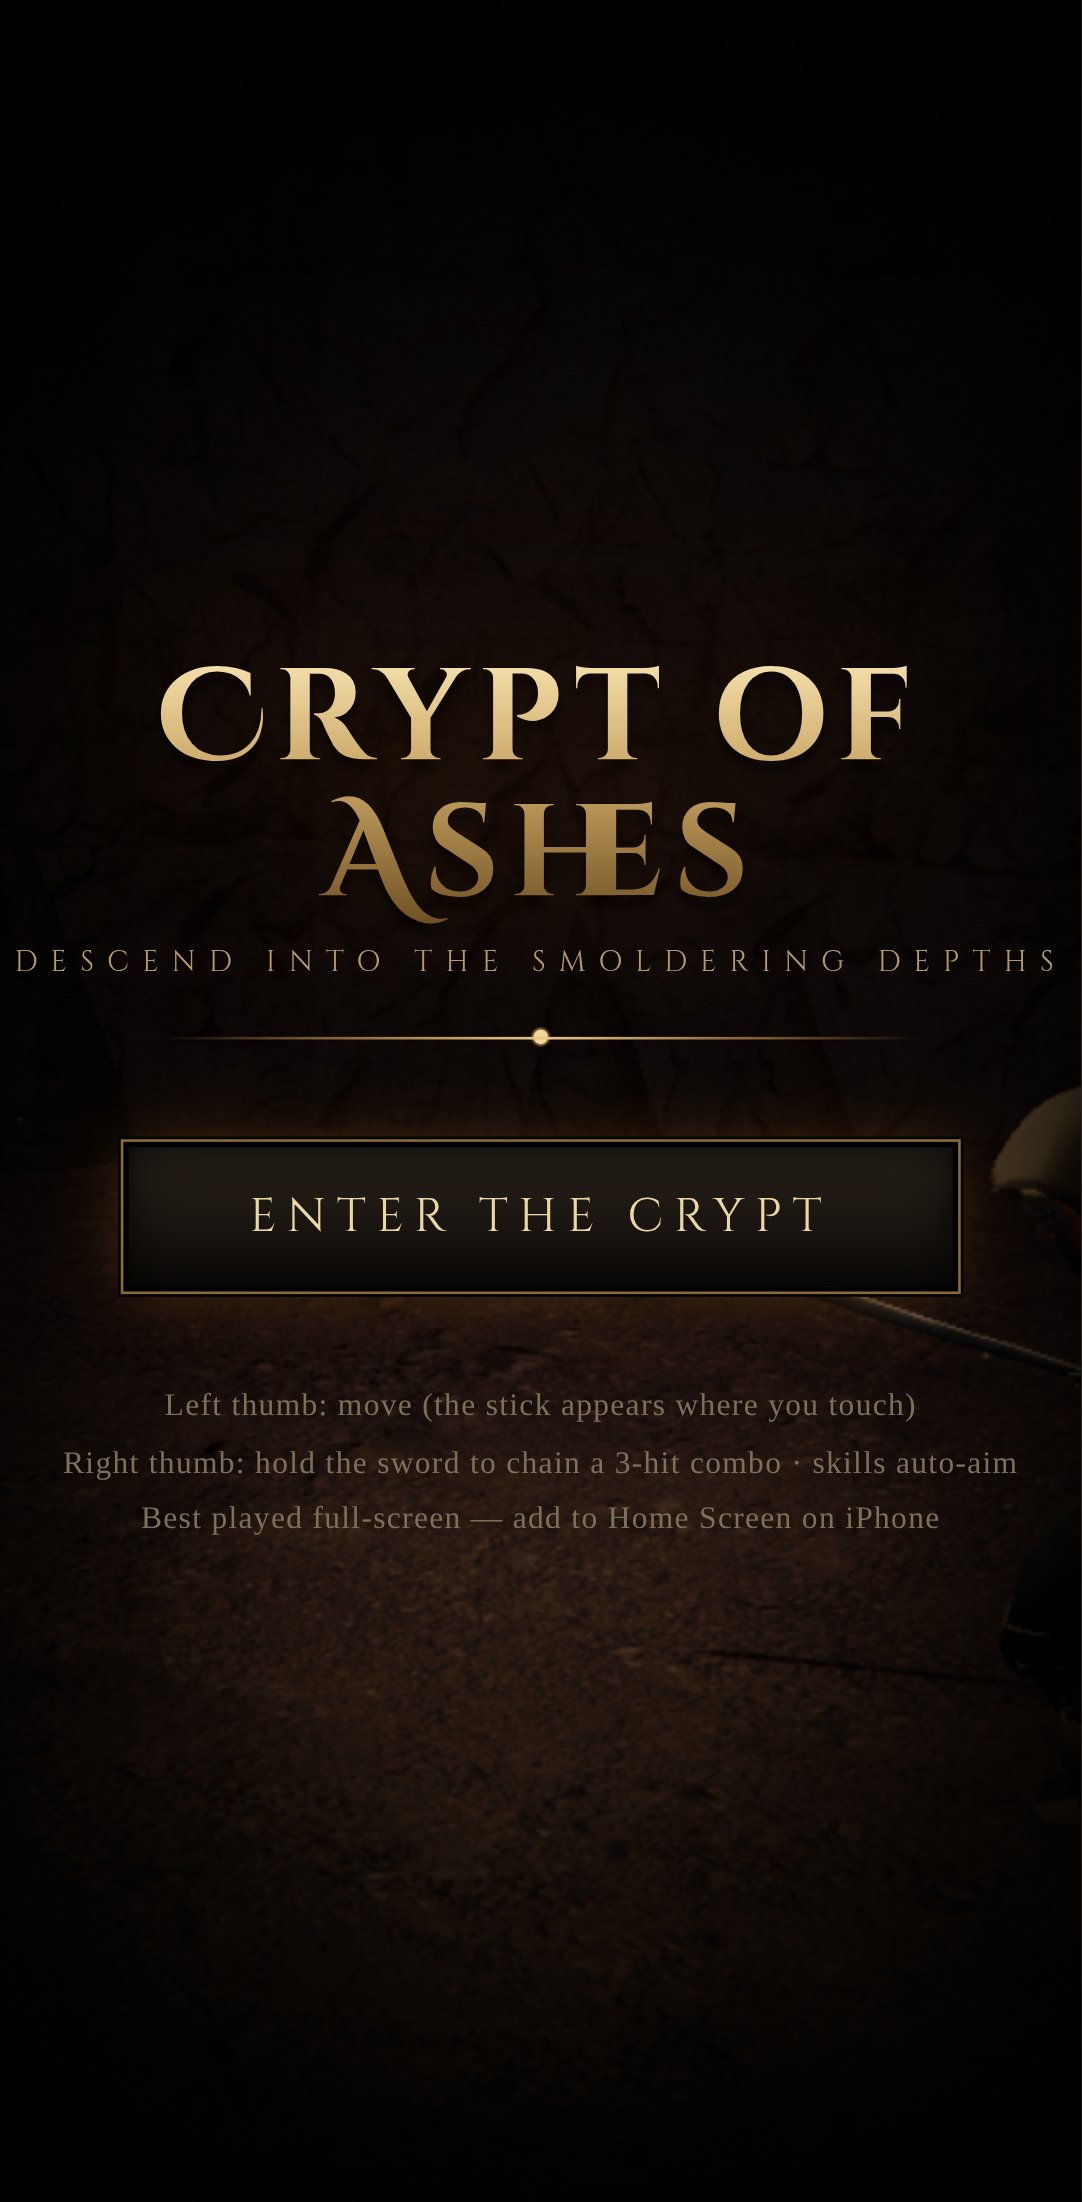 Crypt of
Ashes
DESCEND INTO THE SMOLDERING DEPTHS
ENTER THE CRYPT
Left thumb: move (the stick appears where you touch)
Right thumb: hold the sword to chain a 3-hit combo · skills auto-aim
Best played full-screen — add to Home Screen on iPhone